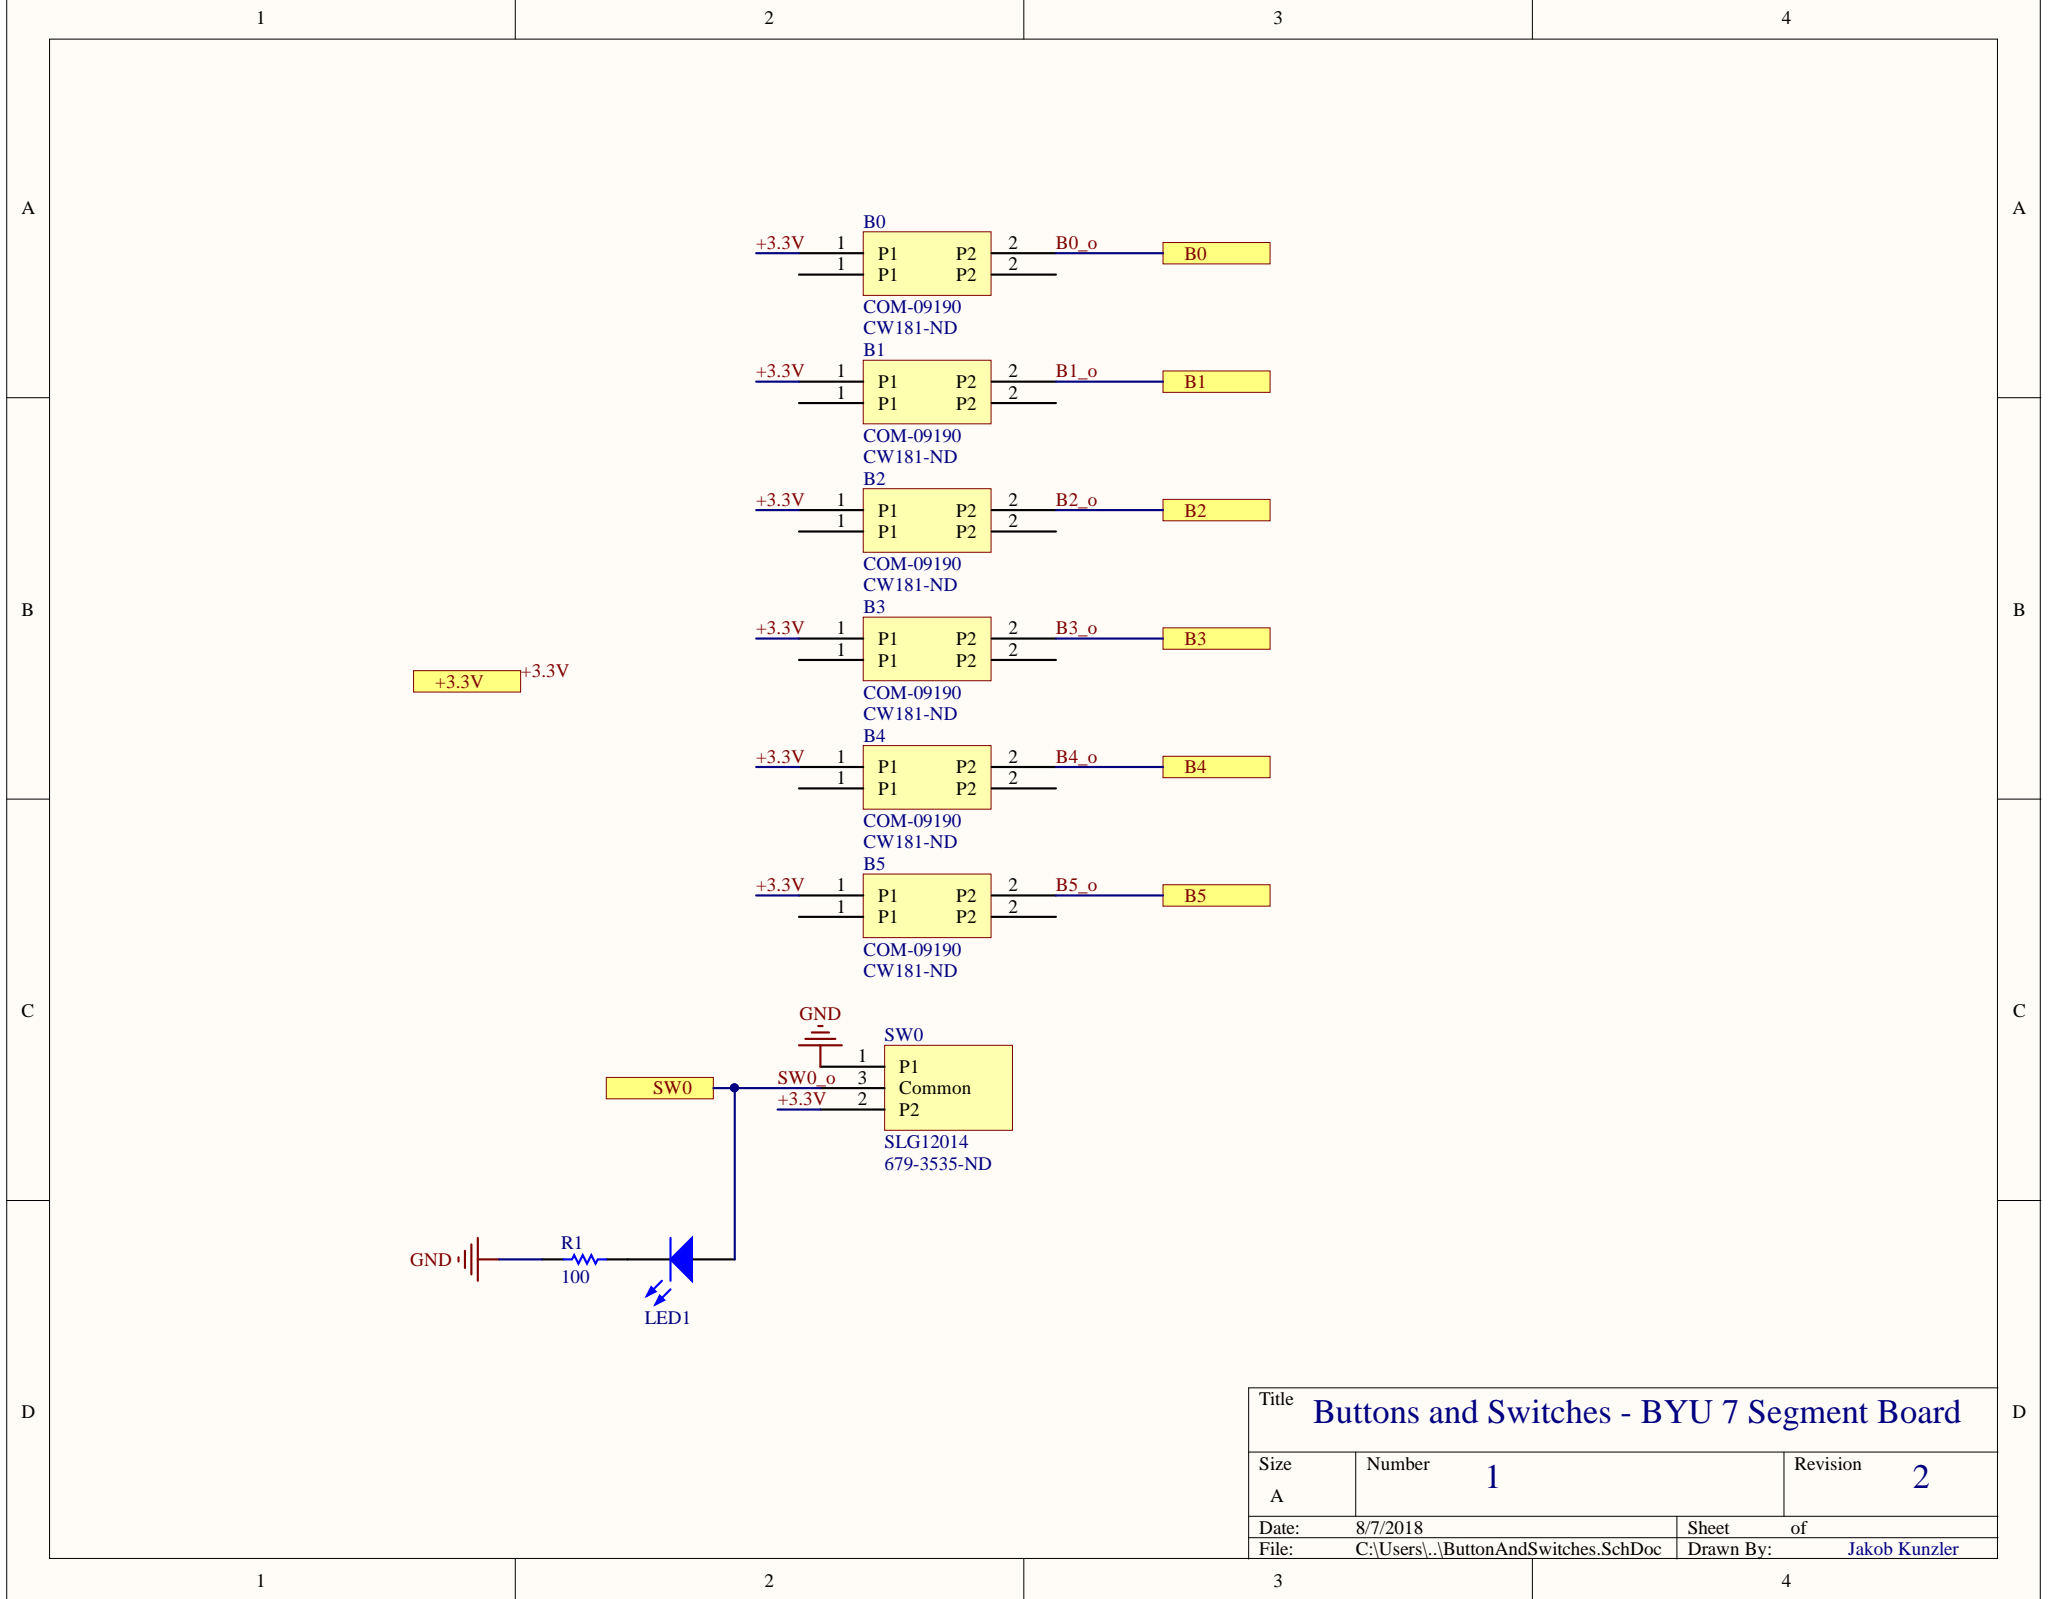 1 2 3 4
A A
B0
+3.3V 1 P1 P2 2 B0_o B0
1 P1 P2 2
COM-09190
CW181-ND
B1
+3.3V 1 P1 P2 2 B1_o B1
1 P1 P2 2
COM-09190
CW181-ND
B2
+3.3V 1 P1 P2 2 B2_o B2
1 P1 P2 2
COM-09190
CW181-ND
B B
B3
+3.3V 1 P1 P2 2 B3_o B3
1 P1 P2 2
+3.3V +3.3V
COM-09190
CW181-ND
B4
+3.3V 1 P1 P2 2 B4_o B4
1 P1 P2 2
COM-09190
CW181-ND
B5
+3.3V 1 P1 P2 2 B5_o B5
1 P1 P2 2
COM-09190
CW181-ND
C C
GND
SW0
1 P1
SW0 SW0_o 3 Common
+3.3V 2 P2
SLG12014
679-3535-ND
R1
GND
100
LED1
D D
Title Buttons and Switches - BYU 7 Segment Board
Size Number 1 Revision 2
A
Date: 8/7/2018 Sheet of
File: C:\Users\..\ButtonAndSwitches.SchDoc Drawn By: Jakob Kunzler
1 2 3 4